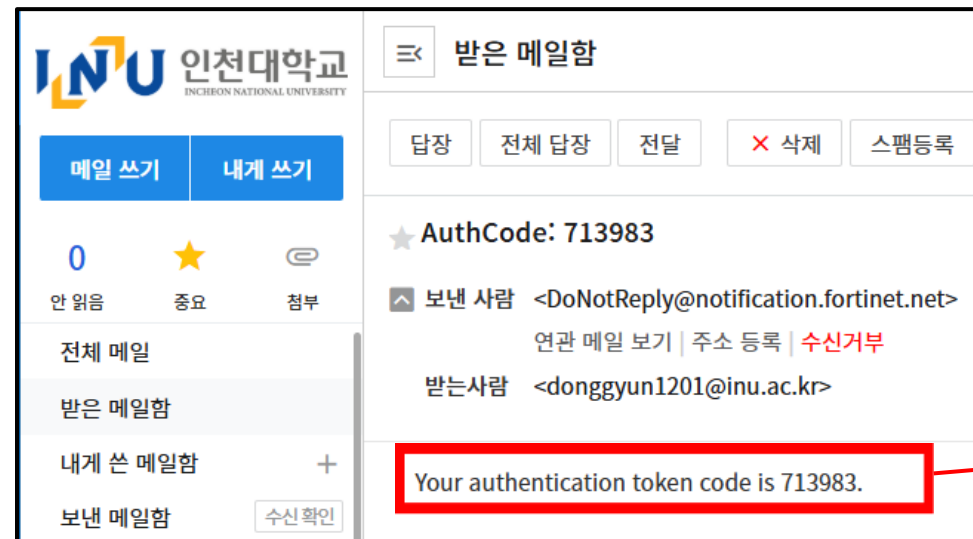 INU 인천대학교
INCHEON NATIONAL UNIVERSITY
메일 쓰기 내게 쓰기
0
안 읽음 중요 첨부
전체 메일
받은 메일함
내게 쓴 메일함 +
보낸 메일함 수신 확인
받은 메일함
답장 전체 답장 전달 × 삭제 스팸등록
AuthCode: 713983
보낸 사람 <DoNotReply@notification.fortinet.net>
연관 메일 보기 | 주소 등록 | 수신거부
받는사람 <donggyun1201@inu.ac.kr>
Your authentication token code is 713983.